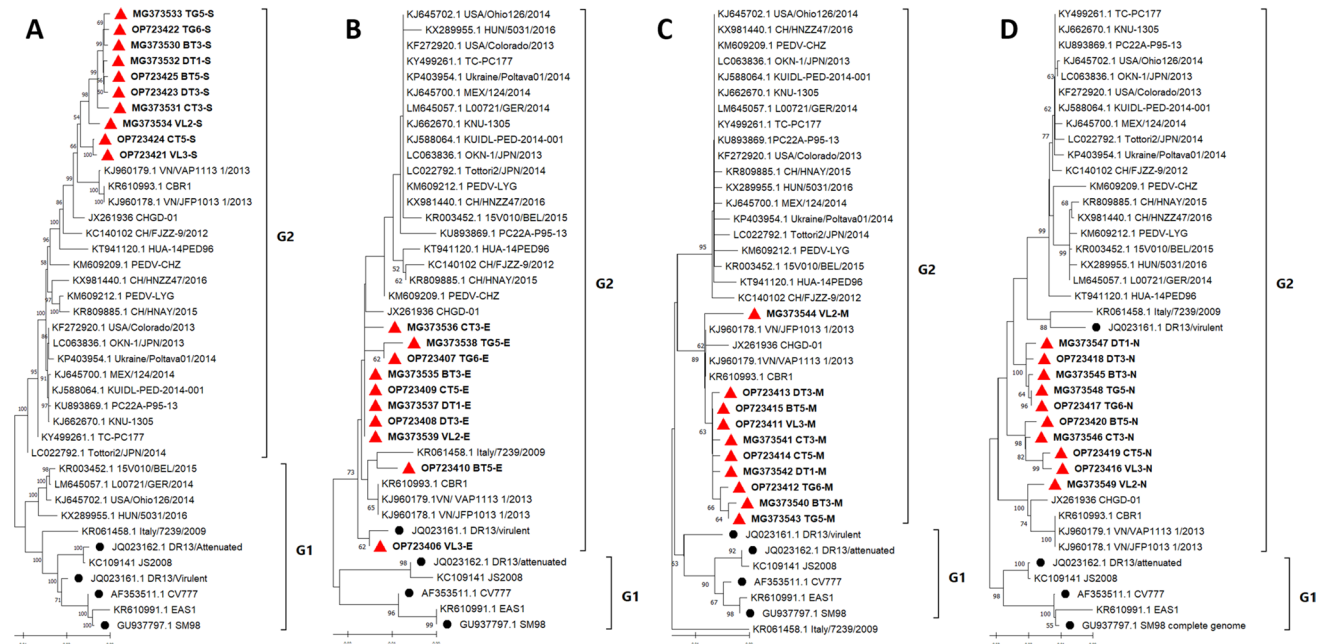 A
MG373533 TG5-S
OP723422 TG6-S
MG373530 BT3-S
MG373532 DT1-S
OP723425 BT5-S
OP723423 DT3-S
MG373531 CT3-S
MG373534 VL2-S
OP723424 CT5-S
OP723421 VL3-S
KJ960179.1 VN/VAP1113 1/2013
KR610993.1 CBR1
KJ960178.1 VN/JFP1013 1/2013
JX261936 CHGD-01
KC140102 CH/FJZZ-9/2012
KT941120.1 HUA-14PED96
KM609209.1 PEDV-CHZ
KX981440.1 CH/HNZZ47/2016
KM609212.1 PEDV-LYG
KR809885.1 CH/HNAY/2015
KF272920.1 USA/Colorado/2013
LC063836.1 OKN-1/JPN/2013
KP403954.1 Ukraine/Poltava01/2014
KJ645700.1 MEX/124/2014
KJ588064.1 KUIDL-PED-2014-001
KU893869.1 PC22A-P95-13
KJ662670.1 KNU-1305
KY499261.1 TC-PC177
LC022792.1 Tottori2/JPN/2014
KR003452.1 15V010/BEL/2015
LM645057.1 L00721/GER/2014
KJ645702.1 USA/Ohio126/2014
KX289955.1 HUN/5031/2016
KR061458.1 Italy/7239/2009
JQ023162.1 DR13/Attenuated
KC109141 JS2008
JQ023161.1 DR13/Virulent
AF353511.1 CV777
KR610991.1 EAS1
GU937797.1 SM98
G2
G1
B
KJ645702.1 USA/Ohio126/2014
KX289955.1 HUN/5031/2016
KF272920.1 USA/Colorado/2013
KY499261.1 TC-PC177
KP403954.1 Ukraine/Poltava01/2014
KJ645700.1 MEX/124/2014
LM645057.1 L00721/GER/2014
KJ662670.1 KNU-1305
KJ588064.1 KUIDL-PED-2014-001
LC063836.1 OKN-1/JPN/2013
LC022792.1 Tottori2/JPN/2014
KM609212.1 PEDV-LYG
KX981440.1 CH/HNZZ47/2016
KR003452.1 15V010/BEL/2015
KU893869.1 PC22A-P95-13
KT941120.1 HUA-14PED96
KC140102 CH/FJZZ-9/2012
KR809885.1 CH/HNAY/2015
KM609209.1 PEDV-CHZ
JX261936 CHGD-01
MG373536 CT3-E
MG373538 TG5-E
OP723407 TG6-E
MG373535 BT3-E
OP723409 CT5-E
MG373537 DT1-E
OP723408 DT3-E
MG373539 VL2-E
KR061458.1 Italy/7239/2009
OP723410 BT5-E
KR610993.1 CBR1
KJ960179.1VN/ VAP1113 1/2013
KJ960178.1 VN/JFP1013 1/2013
JQ023161.1 DR13/virulent
OP723406 VL3-E
JQ023162.1 DR13/attenuated
KC109141 JS2008
AF353511.1 CV777
KR610991.1 EAS1
GU937797.1 SM98
G2
G1
C
KJ645702.1 USA/Ohio126/2014
KX981440.1 CH/HNZZ47/2016
KM609209.1 PEDV-CHZ
LC063836.1 OKN-1/JPN/2013
KJ588064.1 KUIDL-PED-2014-001
KJ662670.1 KNU-1305
LM645057.1 L00721/GER/2014
KY499261.1 TC-PC177
KU893869.1PC22A-P95-13
KF272920.1 USA/Colorado/2013
KR809885.1 CH/HNAY/2015
KX289955.1 HUN/5031/2016
KJ645700.1 MEX/124/2014
KP403954.1 Ukraine/Poltava01/2014
LC022792.1 Tottori2/JPN/2014
KM609212.1 PEDV-LYG
KR003452.1 15V010/BEL/2015
KT941120.1 HUA-14PED96
KC140102 CH/FJZZ-9/2012
MG373544 VL2-M
KJ960178.1 VN/JFP1013 1/2013
JX261936 CHGD-01
KJ960179.1VN/VAP1113 1/2013
KR610993.1 CBR1
OP723413 DT3-M
OP723415 BT5-M
OP723411 VL3-M
MG373541 CT3-M
OP723414 CT5-M
MG373542 DT1-M
OP723412 TG6-M
MG373540 BT3-M
MG373543 TG5-M
JQ023161.1 DR13/virulent
JQ023162.1 DR13/attenuated
KC109141 JS2008
AF353511.1 CV777
KR610991.1 EAS1
GU937797.1 SM98
KR061458.1 Italy/7239/2009
G2
G1
D
KY499261.1 TC-PC177
KJ662670.1 KNU-1305
KU893869.1 PC22A-P95-13
KJ645702.1 USA/Ohio126/2014
LC063836.1 OKN-1/JPN/2013
KF272920.1 USA/Colorado/2013
KJ588064.1 KUIDL-PED-2014-001
KJ645700.1 MEX/124/2014
LC022792.1 Tottori2/JPN/2014
KP403954.1 Ukraine/Poltava01/2014
KC140102 CH/FJZZ-9/2012
KM609209.1 PEDV-CHZ
KR809885.1 CH/HNAY/2015
KX981440.1 CH/HNZZ47/2016
KM609212.1 PEDV-LYG
KR003452.1 15V010/BEL/2015
KX289955.1 HUN/5031/2016
LM645057.1 L00721/GER/2014
KT941120.1 HUA-14PED96
KR061458.1 Italy/7239/2009
JQ023161.1 DR13/virulent
MG373547 DT1-N
OP723418 DT3-N
MG373545 BT3-N
MG373548 TG5-N
OP723417 TG6-N
OP723420 BT5-N
MG373546 CT3-N
OP723419 CT5-N
OP723416 VL3-N
MG373549 VL2-N
JX261936 CHGD-01
KR610993.1 CBR1
KJ960179.1 VN/VAP1113 1/2013
KJ960178.1 VN/JFP1013 1/2013
JQ023162.1 DR13/attenuated
KC109141 JS2008
AF353511.1 CV777
KR610991.1 EAS1
GU937797.1 SM98 complete genome
G2
G1